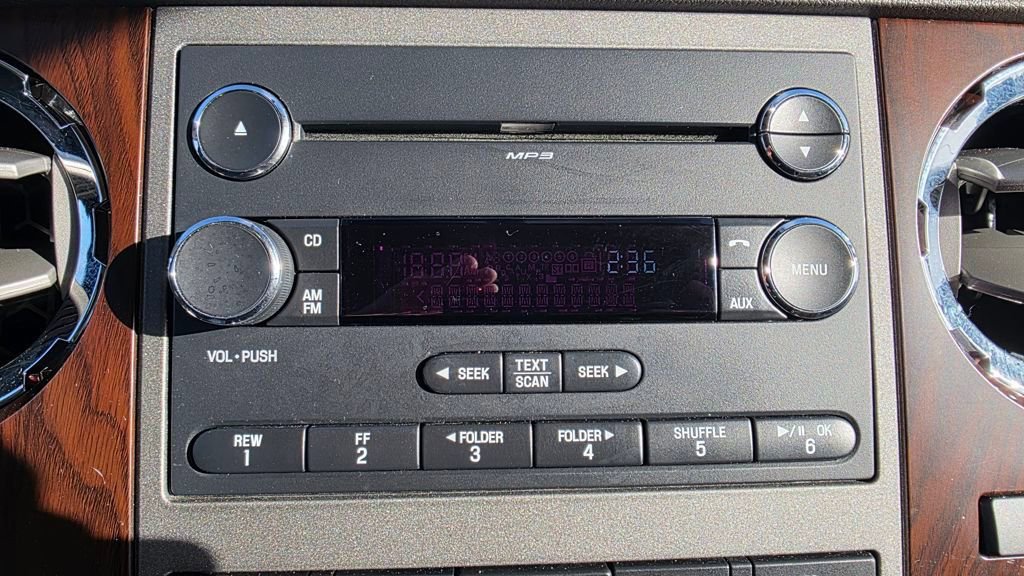 MP3
CD
2:36
MENU
AM
FM
AUX
VOL•PUSH
◀ SEEK
TEXT
SCAN
SEEK ▶
REW
1
FF
2
◀FOLDER
3
FOLDER▶
4
SHUFFLE
5
▶/II OK
6